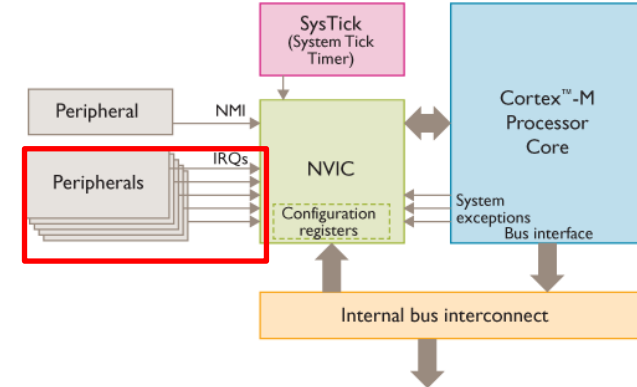 SysTick
(System Tick
Timer)
Peripheral
NMI
Cortex™-M
Processor
Core
IRQs
Peripherals
NVIC
Configuration
registers
System
exceptions
Bus interface
Internal bus interconnect